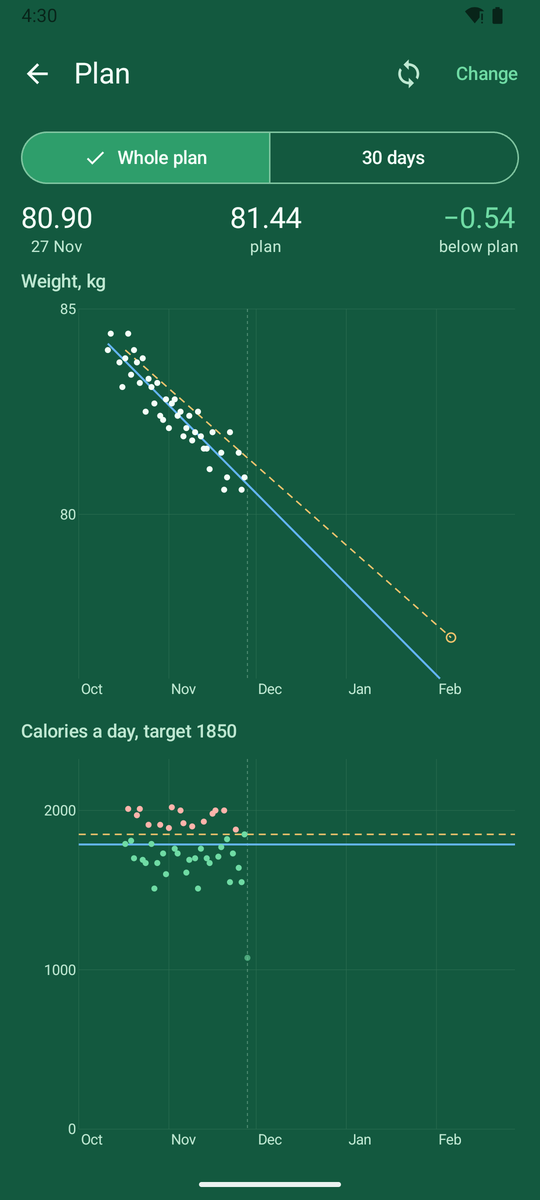 4:30
Plan
Change
Whole plan
30 days
80.90
81.44
−0.54
27 Nov
plan
below plan
Weight, kg
85
80
Oct
Nov
Dec
Jan
Feb
Calories a day, target 1850
2000
1000
0
Oct
Nov
Dec
Jan
Feb